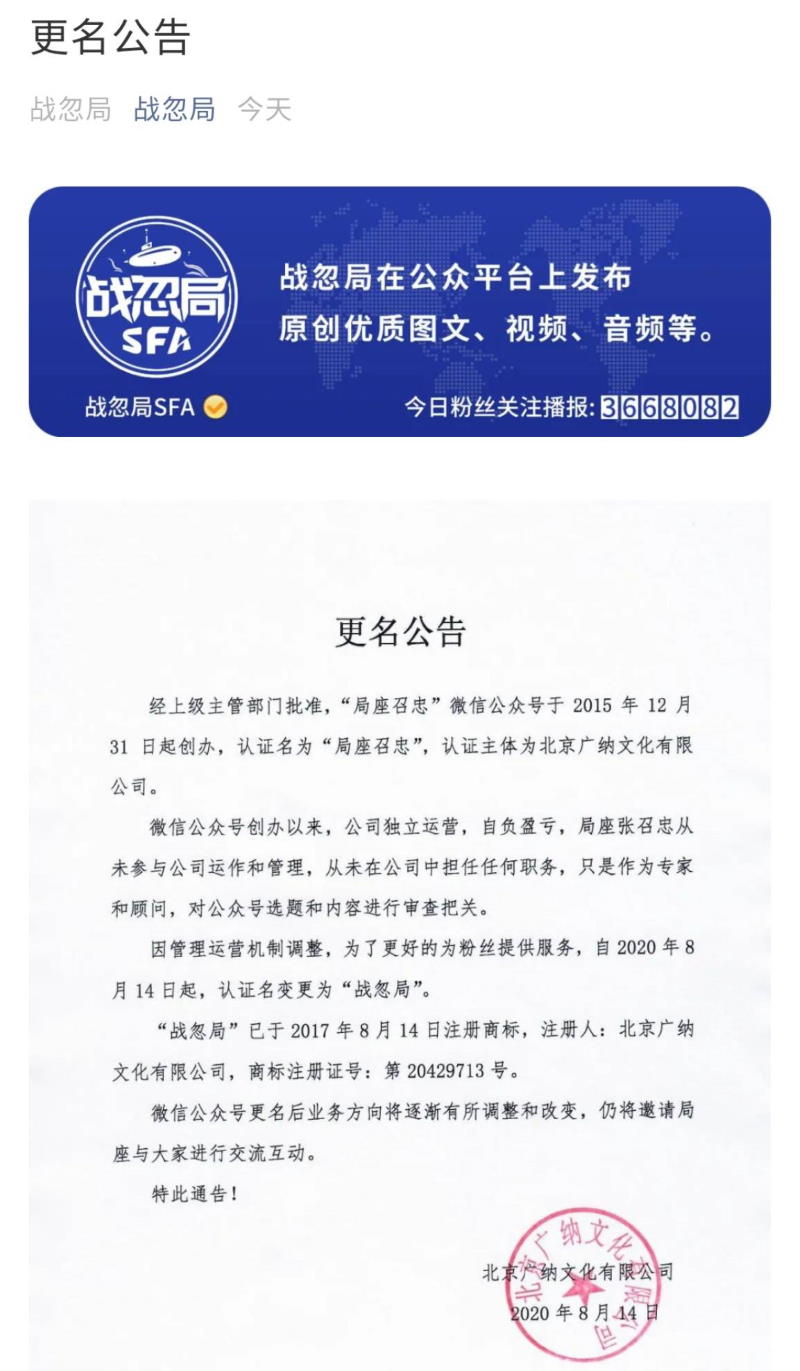 更名公告
战忽局 战忽局 今天
战忽局
SFA
战忽局在公众平台上发布
原创优质图文、视频、音频等。
战忽局SFA
今日粉丝关注播报:3668082
更名公告
经上级主管部门批准，“局座召忠”微信公众号于 2015 年 12 月
31 日起创办，认证名为“局座召忠”，认证主体为北京广纳文化有限
公司。
微信公众号创办以来，公司独立运营，自负盈亏，局座张召忠从
未参与公司运作和管理，从未在公司中担任任何职务，只是作为专家
和顾问，对公众号选题和内容进行审查把关。
因管理运营机制调整，为了更好的为粉丝提供服务，自 2020 年 8
月 14 日起，认证名变更为“战忽局”。
“战忽局”已于 2017 年 8 月 14 日注册商标，注册人：北京广纳
文化有限公司，商标注册证号：第 20429713 号。
微信公众号更名后业务方向将逐渐有所调整和改变，仍将邀请局
座与大家进行交流互动。
特此通告！
北京广纳文化有限公司
2020 年 8 月 14 日
北京广纳文化有限公司